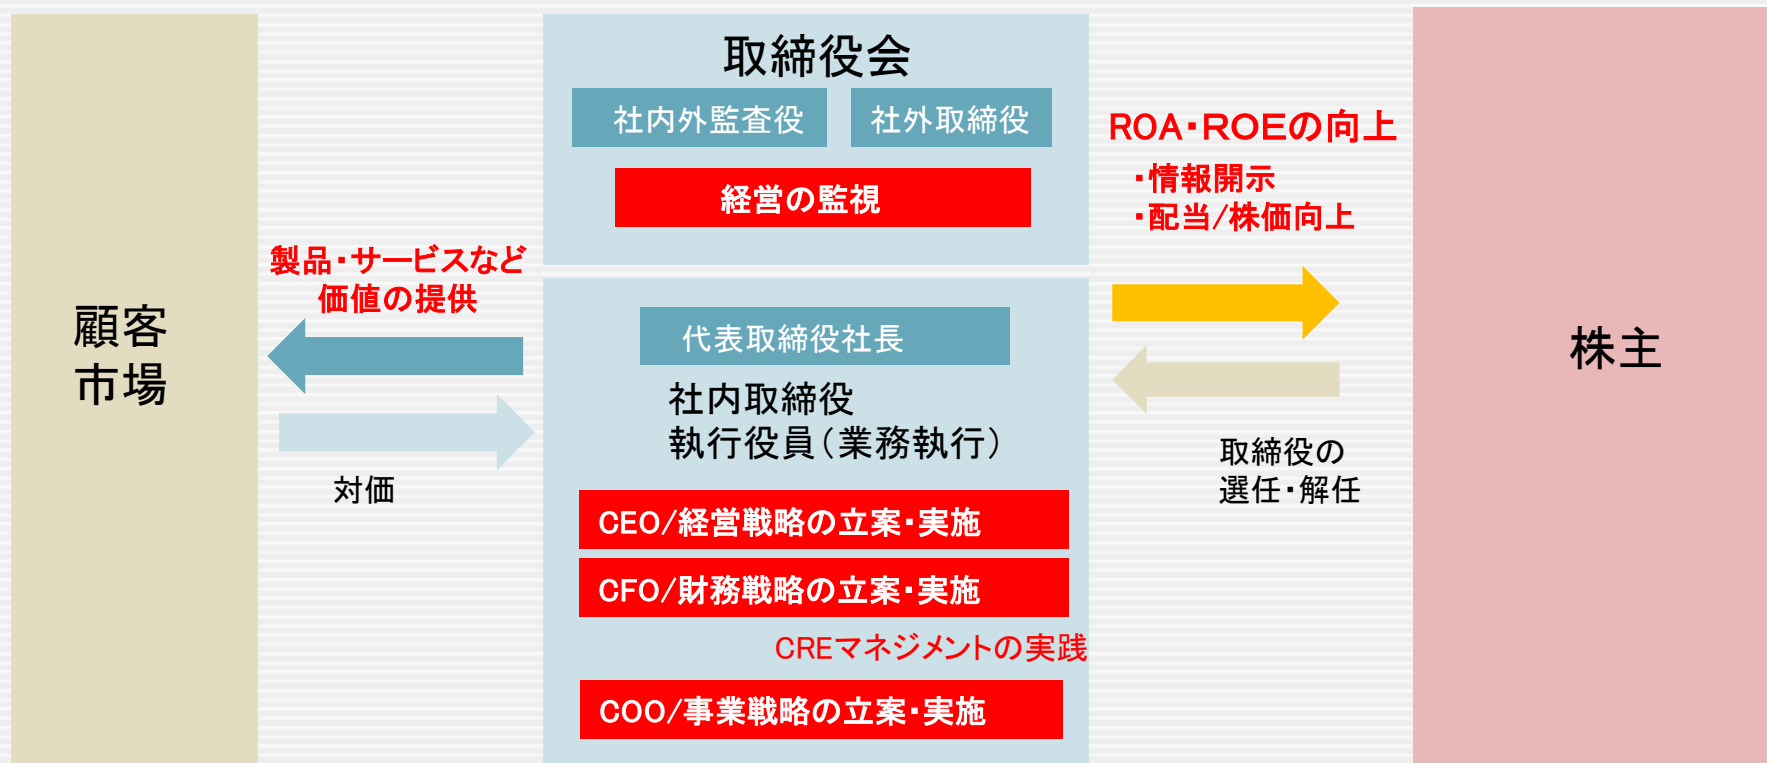 顧客
市場
製品・サービスなど
価値の提供
対価
取締役会
社内外監査役
社外取締役
経営の監視
代表取締役社長
社内取締役
執行役員（業務執行）
CEO/経営戦略の立案・実施
CFO/財務戦略の立案・実施
CREマネジメントの実践
COO/事業戦略の立案・実施
ROA・ROEの向上
・情報開示
・配当/株価向上
取締役の
選任・解任
株主